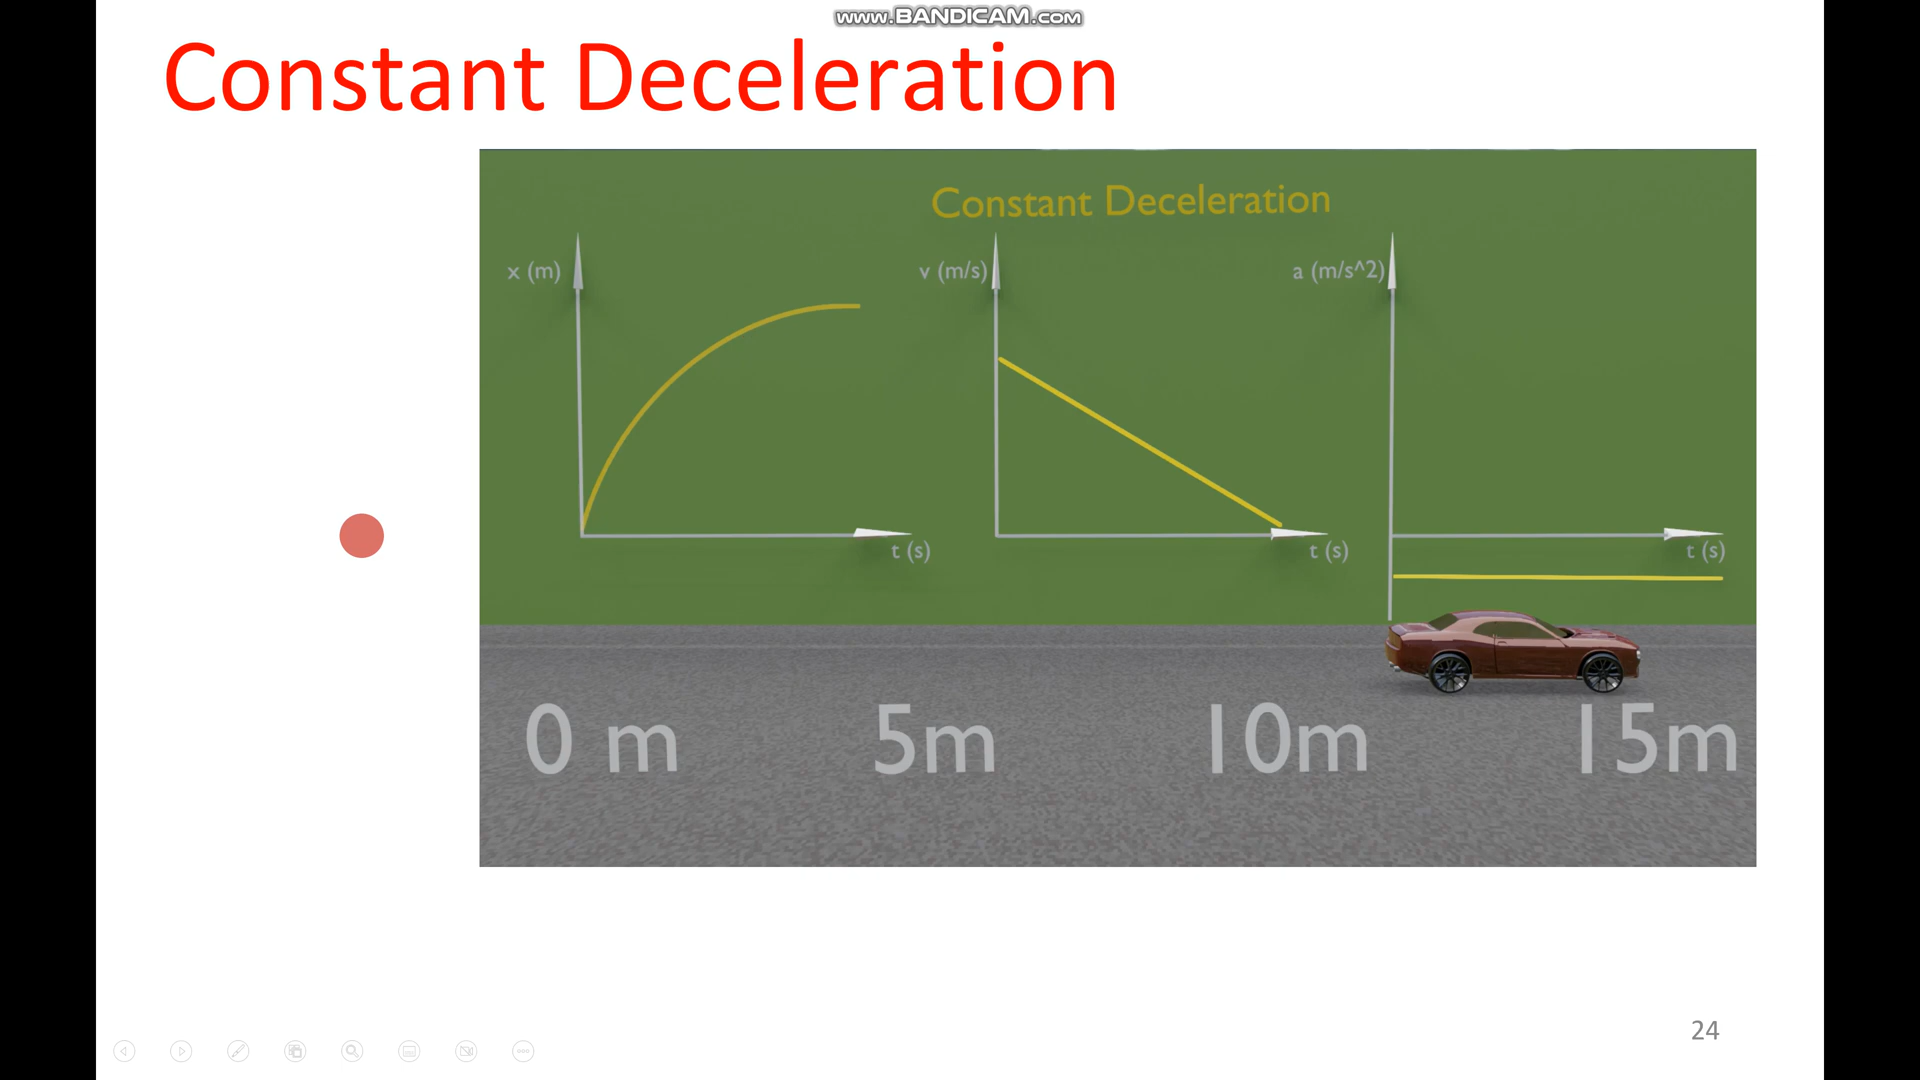 www.BANDICAM.com
Constant Deceleration
Constant Deceleration
x (m)
v (m/s)
a (m/s^2)
t (s)
t (s)
t (s)
0 m
5m
10m
15m
24